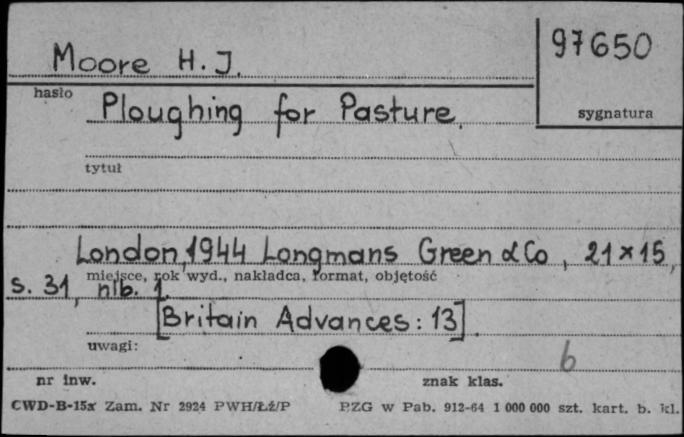 Moore H. J. 97650
hasło
sygnatura
Ploughing for Pasture.
tytuł
London, 1944 Longmans Green & Co, 21x15,
miejsce, rok wyd., nakładca, format, objętość
s. 31, nlb. 1.
[Britain Advances: 13].
uwagi:
b
nr inw. znak klas.
CWD-B-15x Zam. Nr 2924 PWH/Łź/P PZG w Pab. 912-64 1 000 000 szt. kart. b. kl.